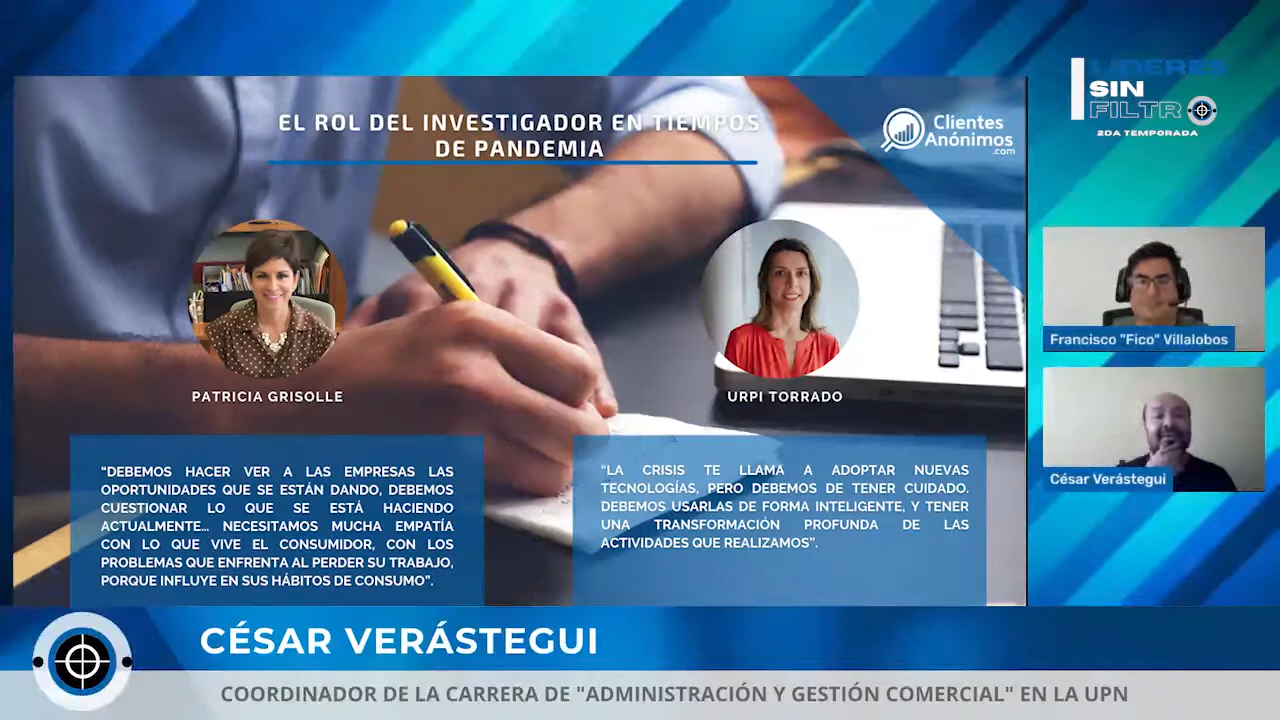 EL ROL DEL INVESTIGADOR EN TIEMPOS
DE PANDEMIA
Clientes
Anónimos
.com
LIDERES
SIN
FILTRO
2DA TEMPORADA
PATRICIA GRISOLLE
URPI TORRADO
“DEBEMOS HACER VER A LAS EMPRESAS LAS
OPORTUNIDADES QUE SE ESTÁN DANDO, DEBEMOS
CUESTIONAR LO QUE SE ESTÁ HACIENDO
ACTUALMENTE... NECESITAMOS MUCHA EMPATÍA
CON LO QUE VIVE EL CONSUMIDOR, CON LOS
PROBLEMAS QUE ENFRENTA AL PERDER SU TRABAJO,
PORQUE INFLUYE EN SUS HÁBITOS DE CONSUMO”.
“LA CRISIS TE LLAMA A ADOPTAR NUEVAS
TECNOLOGÍAS, PERO DEBEMOS DE TENER CUIDADO.
DEBEMOS USARLAS DE FORMA INTELIGENTE, Y TENER
UNA TRANSFORMACIÓN PROFUNDA DE LAS
ACTIVIDADES QUE REALIZAMOS”.
Francisco "Fico" Villalobos
César Verástegui
CÉSAR VERÁSTEGUI
COORDINADOR DE LA CARRERA DE "ADMINISTRACIÓN Y GESTIÓN COMERCIAL" EN LA UPN